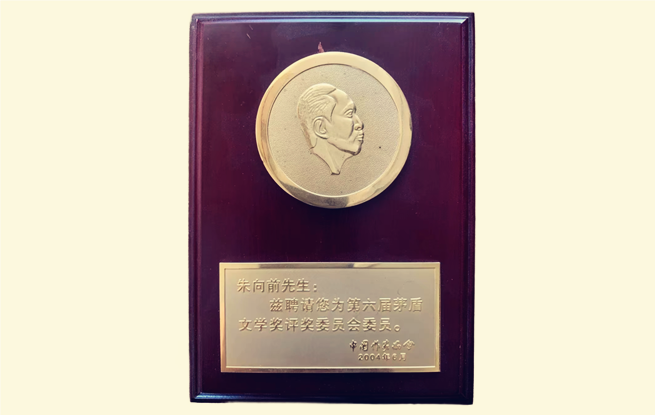 朱向前先生：
兹聘请您为第六届茅盾
文学奖评奖委员会委员。
中国作家协会